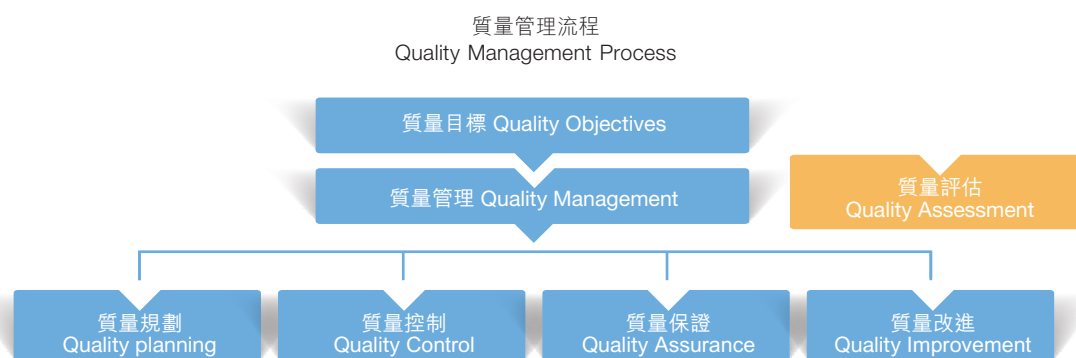 質量管理流程
Quality Management Process
質量目標 Quality Objectives
質量管理 Quality Management
質量評估
Quality Assessment
質量規劃
Quality planning
質量控制
Quality Control
質量保證
Quality Assurance
質量改進
Quality Improvement